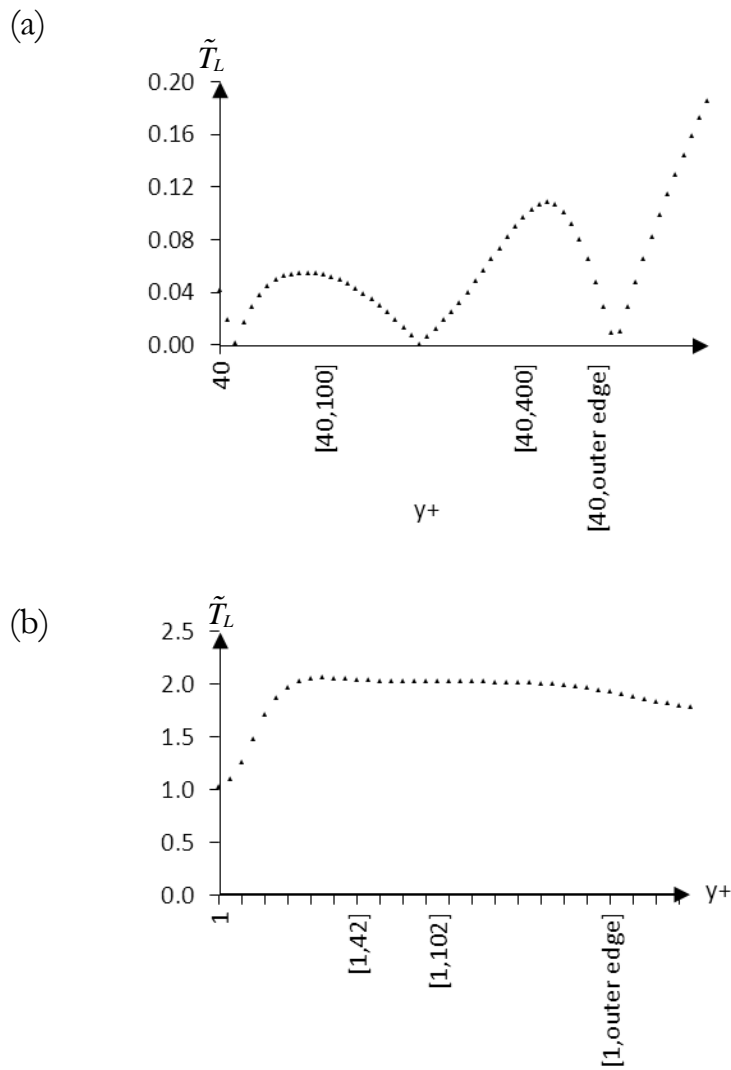 (a)
T̃L
0.20
0.16
0.12
0.08
0.04
0.00
40
[40,100]
[40,400]
[40,outer edge]
y+
(b)
T̃L
2.5
2.0
1.5
1.0
0.5
0.0
y+
1
[1,42]
[1,102]
[1,outer edge]